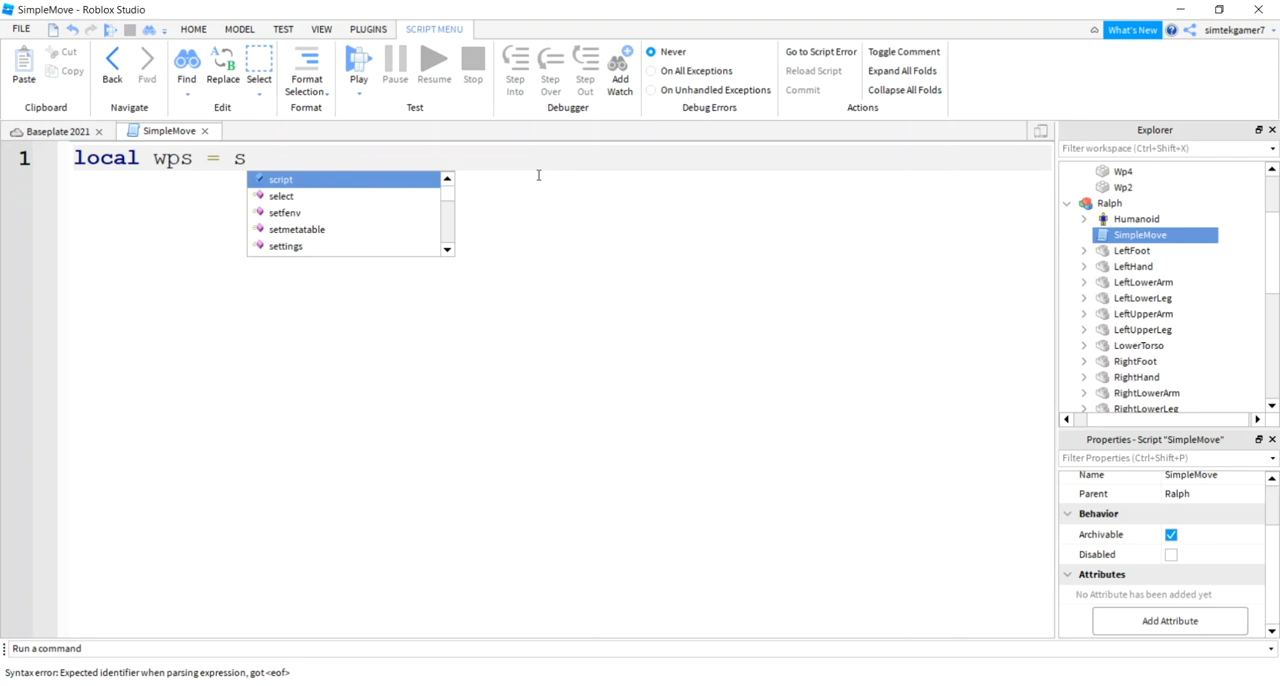 SimpleMove - Roblox Studio
FILE HOME MODEL TEST VIEW PLUGINS SCRIPT MENU What's New simtekgamer7
Paste Cut Copy Back Fwd Find Replace Select Format Selection Play Pause Resume Stop Step Into Step Over Step Out Add Watch
Never
On All Exceptions
On Unhandled Exceptions
Go to Script Error Toggle Comment
Reload Script Expand All Folds
Commit Collapse All Folds
Clipboard Navigate Edit Format Test Debugger Debug Errors Actions
Baseplate 2021 SimpleMove
1 local wps = s
script
select
setfenv
setmetatable
settings
Explorer
Filter workspace (Ctrl+Shift+X)
Wp4
Wp2
Ralph
Humanoid
SimpleMove
LeftFoot
LeftHand
LeftLowerArm
LeftLowerLeg
LeftUpperArm
LeftUpperLeg
LowerTorso
RightFoot
RightHand
RightLowerArm
RightLowerLeg
Properties - Script "SimpleMove"
Filter Properties (Ctrl+Shift+P)
Name SimpleMove
Parent Ralph
Behavior
Archivable
Disabled
Attributes
No Attribute has been added yet
Add Attribute
Run a command
Syntax error: Expected identifier when parsing expression, got <eof>